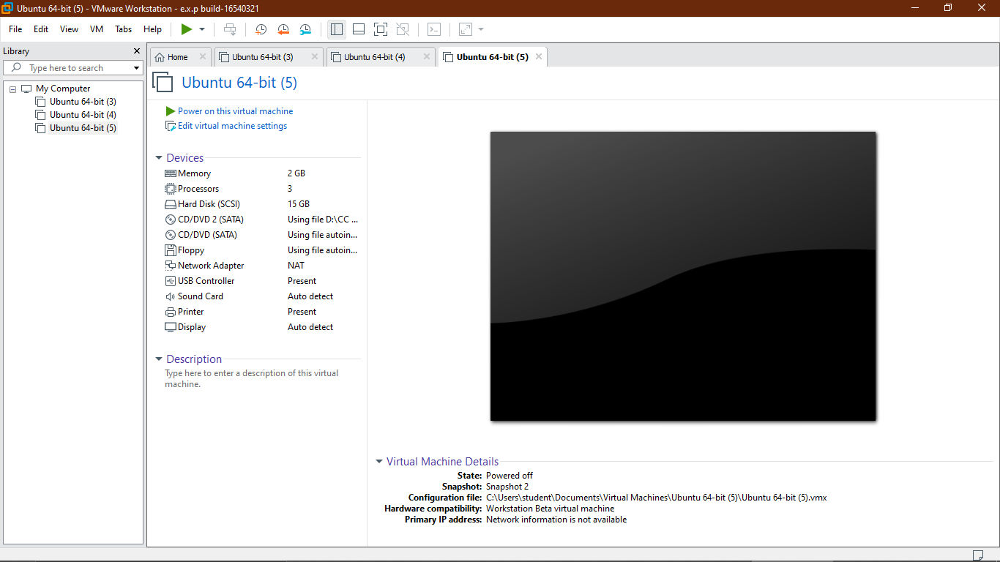 Ubuntu 64-bit (5) - VMware Workstation - e.x.p build-16540321
File Edit View VM Tabs Help
Library
Type here to search
My Computer
Ubuntu 64-bit (3)
Ubuntu 64-bit (4)
Ubuntu 64-bit (5)
Home Ubuntu 64-bit (3) Ubuntu 64-bit (4) Ubuntu 64-bit (5)
Ubuntu 64-bit (5)
Power on this virtual machine
Edit virtual machine settings
Devices
Memory 2 GB
Processors 3
Hard Disk (SCSI) 15 GB
CD/DVD 2 (SATA) Using file D:\CC ...
CD/DVD (SATA) Using file autoin...
Floppy Using file autoin...
Network Adapter NAT
USB Controller Present
Sound Card Auto detect
Printer Present
Display Auto detect
Description
Type here to enter a description of this virtual
machine.
Virtual Machine Details
State: Powered off
Snapshot: Snapshot 2
Configuration file: C:\Users\student\Documents\Virtual Machines\Ubuntu 64-bit (5)\Ubuntu 64-bit (5).vmx
Hardware compatibility: Workstation Beta virtual machine
Primary IP address: Network information is not available